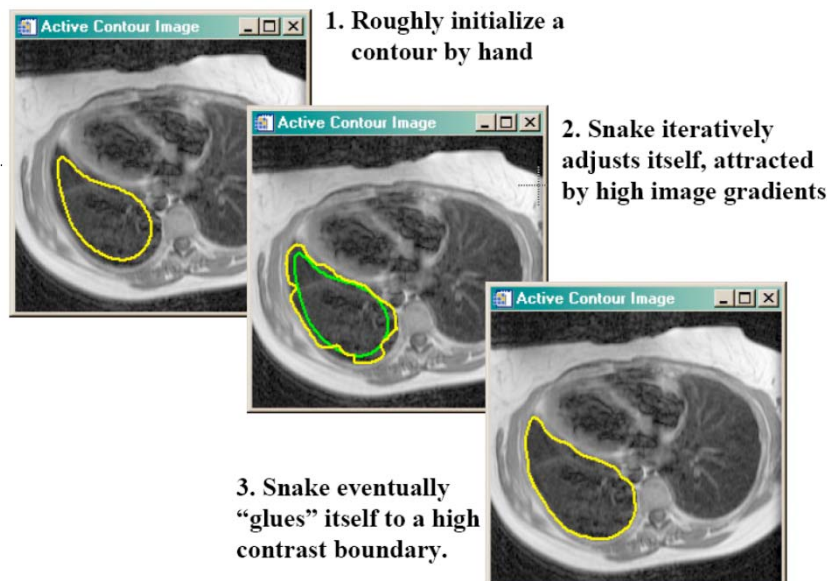 Active Contour Image
1. Roughly initialize a
contour by hand
Active Contour Image
2. Snake iteratively
adjusts itself, attracted
by high image gradients
Active Contour Image
3. Snake eventually
“glues” itself to a high
contrast boundary.